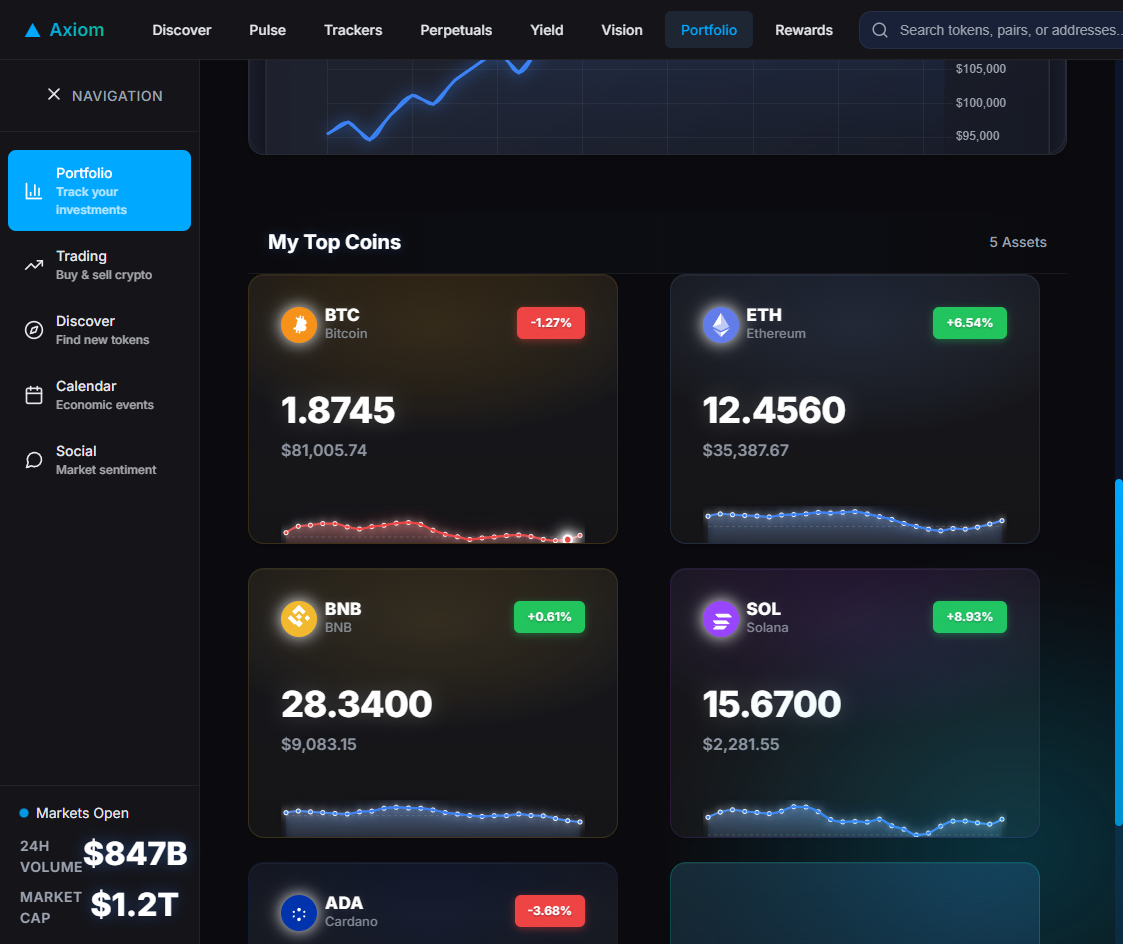 Axiom
Discover
Pulse
Trackers
Perpetuals
Yield
Vision
Portfolio
Rewards
Search tokens, pairs, or addresses...
NAVIGATION
Portfolio
Track your
investments
Trading
Buy & sell crypto
Discover
Find new tokens
Calendar
Economic events
Social
Market sentiment
Markets Open
24H
VOLUME
$847B
MARKET
CAP
$1.2T
$105,000
$100,000
$95,000
My Top Coins
5 Assets
BTC
Bitcoin
-1.27%
1.8745
$81,005.74
ETH
Ethereum
+6.54%
12.4560
$35,387.67
BNB
BNB
+0.61%
28.3400
$9,083.15
SOL
Solana
+8.93%
15.6700
$2,281.55
ADA
Cardano
-3.68%